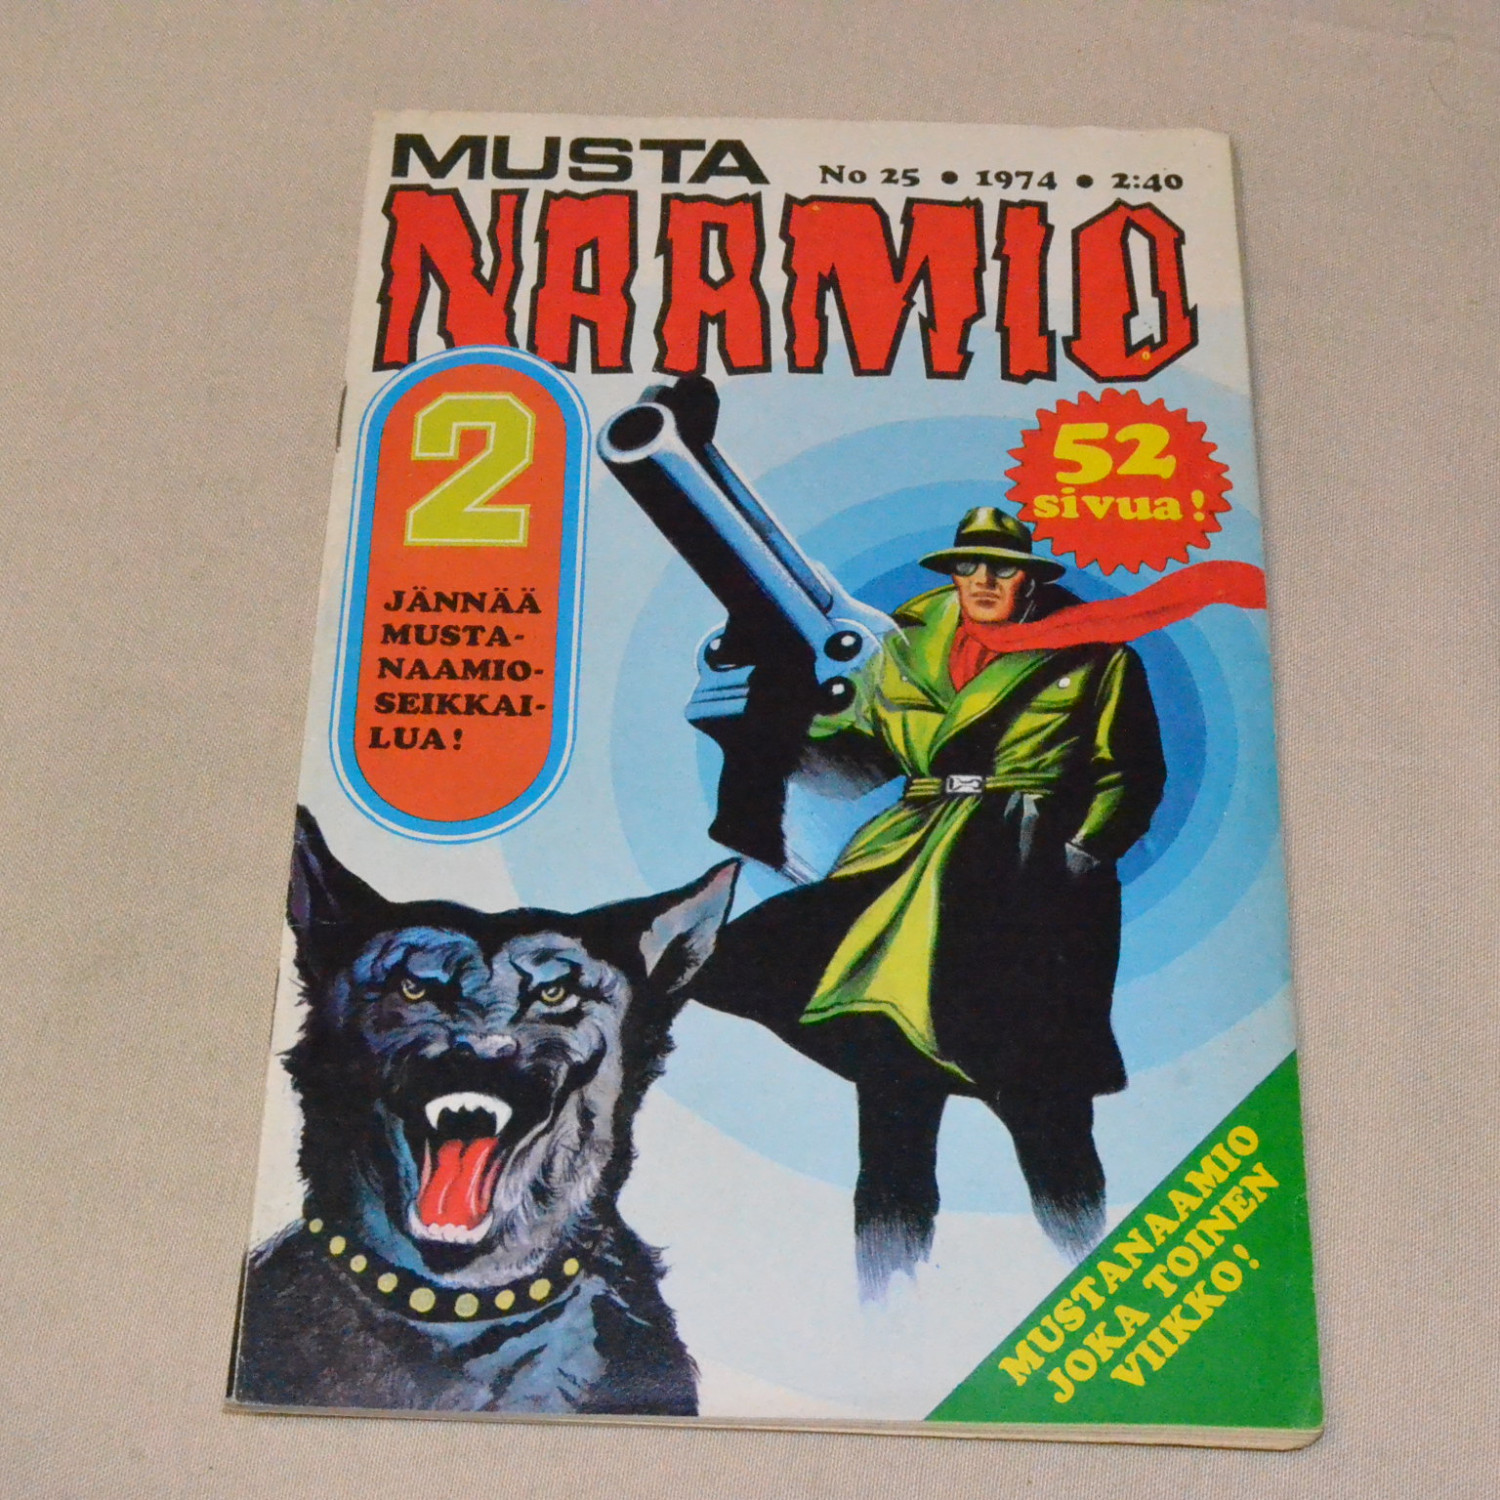 MUSTA
No 25 • 1974 • 2:40
NAAMIO
2
JÄNNÄÄ
MUSTA-
NAAMIO-
SEIKKAI-
LUA!
52
sivua!
MUSTANAAMIO
JOKA TOINEN
VIIKKO!